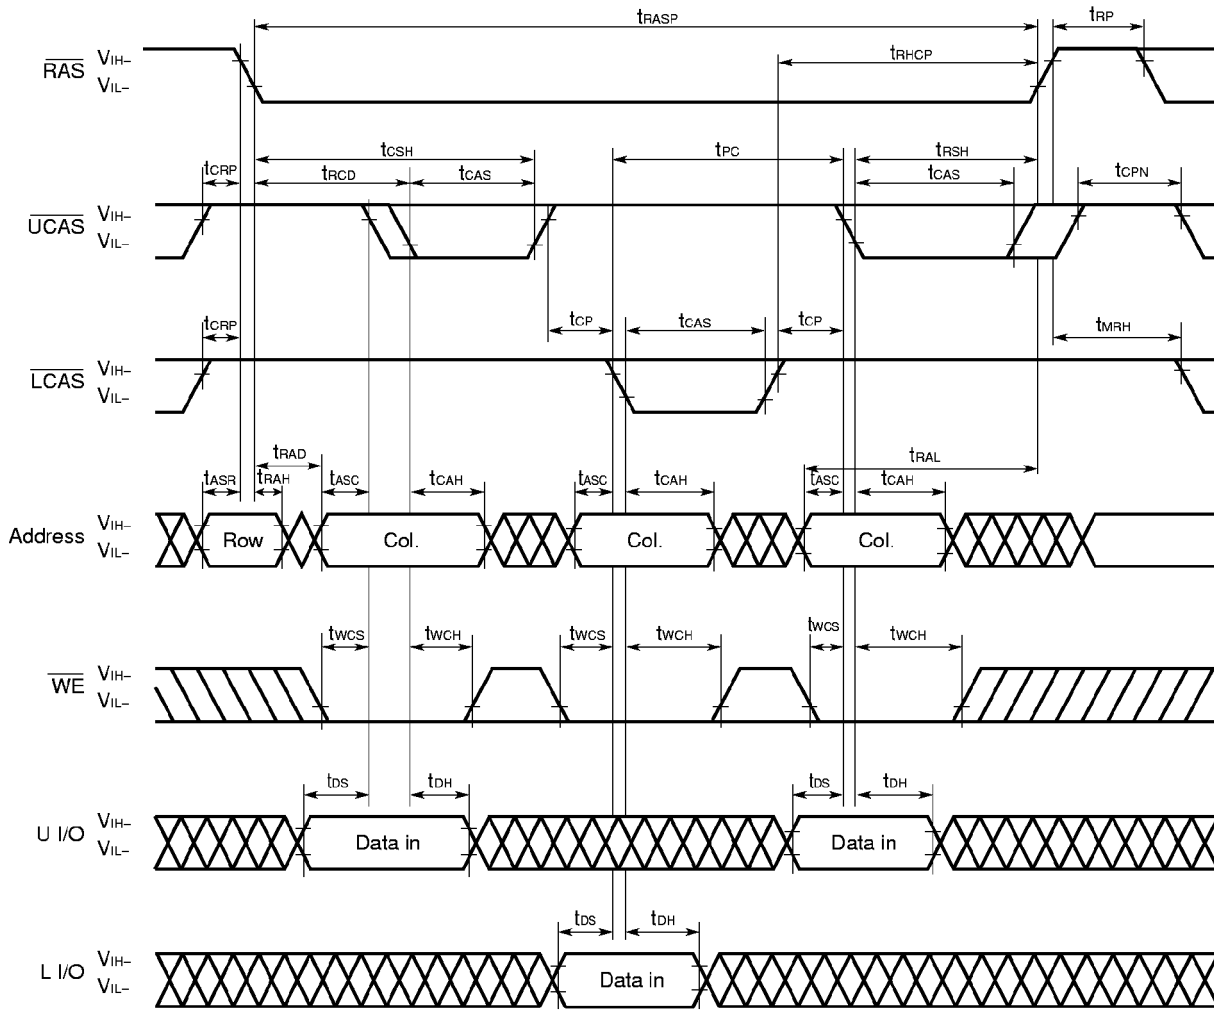 tRASP
tRP
RAS VIH–
VIL–
tRHCP
tCSH
tPC
tRSH
tCRP
tRCD
tCAS
tCAS
tCPN
UCAS VIH–
VIL–
tCRP
tCP
tCAS
tCP
tMRH
LCAS VIH–
VIL–
tRAD
tRAL
tASR
tRAH
tASC
tCAH
tASC
tCAH
tASC
tCAH
Address VIH–
VIL–
Row
Col.
Col.
Col.
tWCS
tWCH
tWCS
tWCH
tWCS
tWCH
WE VIH–
VIL–
tDS
tDH
tDS
tDH
U I/O VIH–
VIL–
Data in
Data in
tDS
tDH
L I/O VIH–
VIL–
Data in